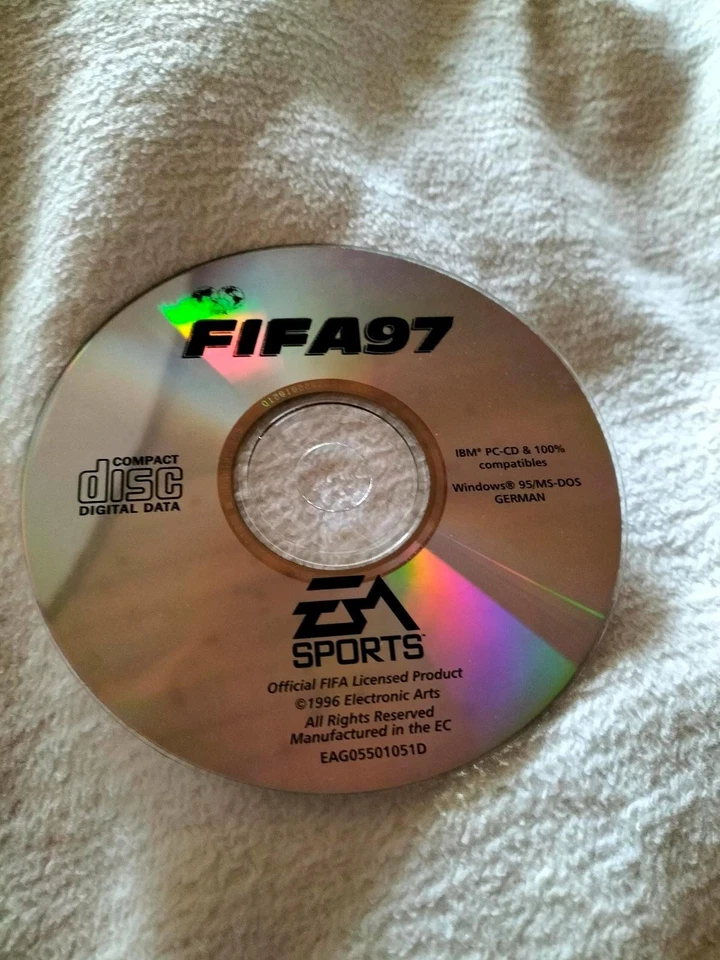 FIFA97
COMPACT
disc
DIGITAL DATA
IBM® PC-CD & 100%
compatibles
Windows® 95/MS-DOS
GERMAN
EA
SPORTS™
Official FIFA Licensed Product
©1996 Electronic Arts
All Rights Reserved
Manufactured in the EC
EAG05501051D